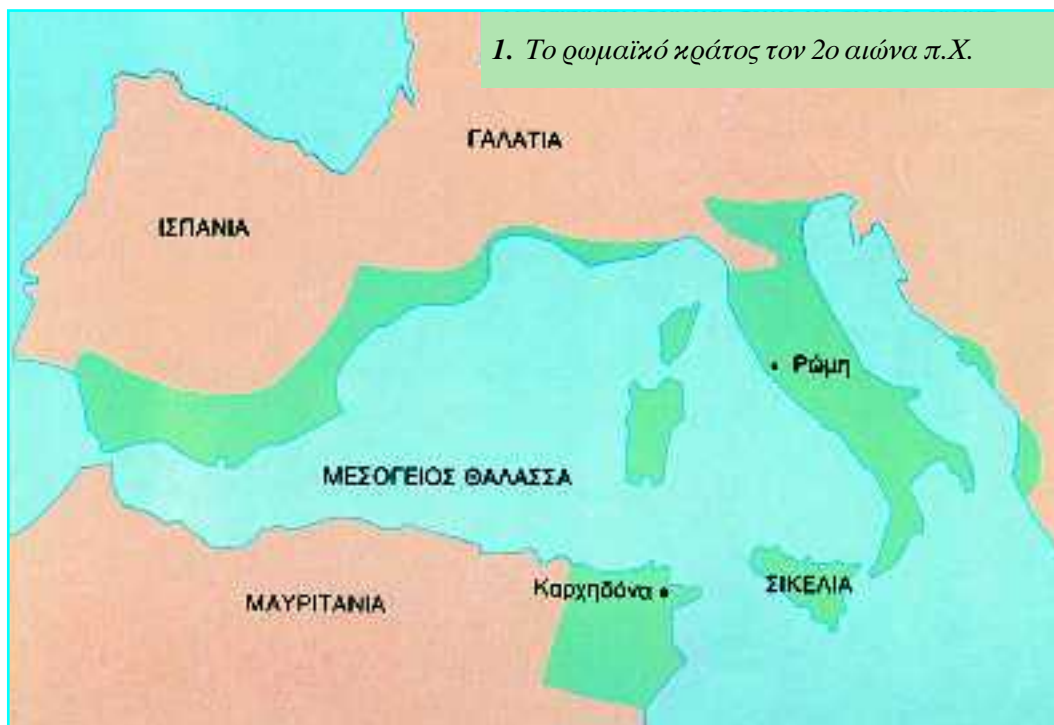 1. Το ρωμαϊκό κράτος τον 2ο αιώνα π.Χ.
ΓΑΛΑΤΙΑ
ΙΣΠΑΝΙΑ
Ρώμη
ΜΕΣΟΓΕΙΟΣ ΘΑΛΑΣΣΑ
Καρχηδόνα
ΣΙΚΕΛΙΑ
ΜΑΥΡΙΤΑΝΙΑ